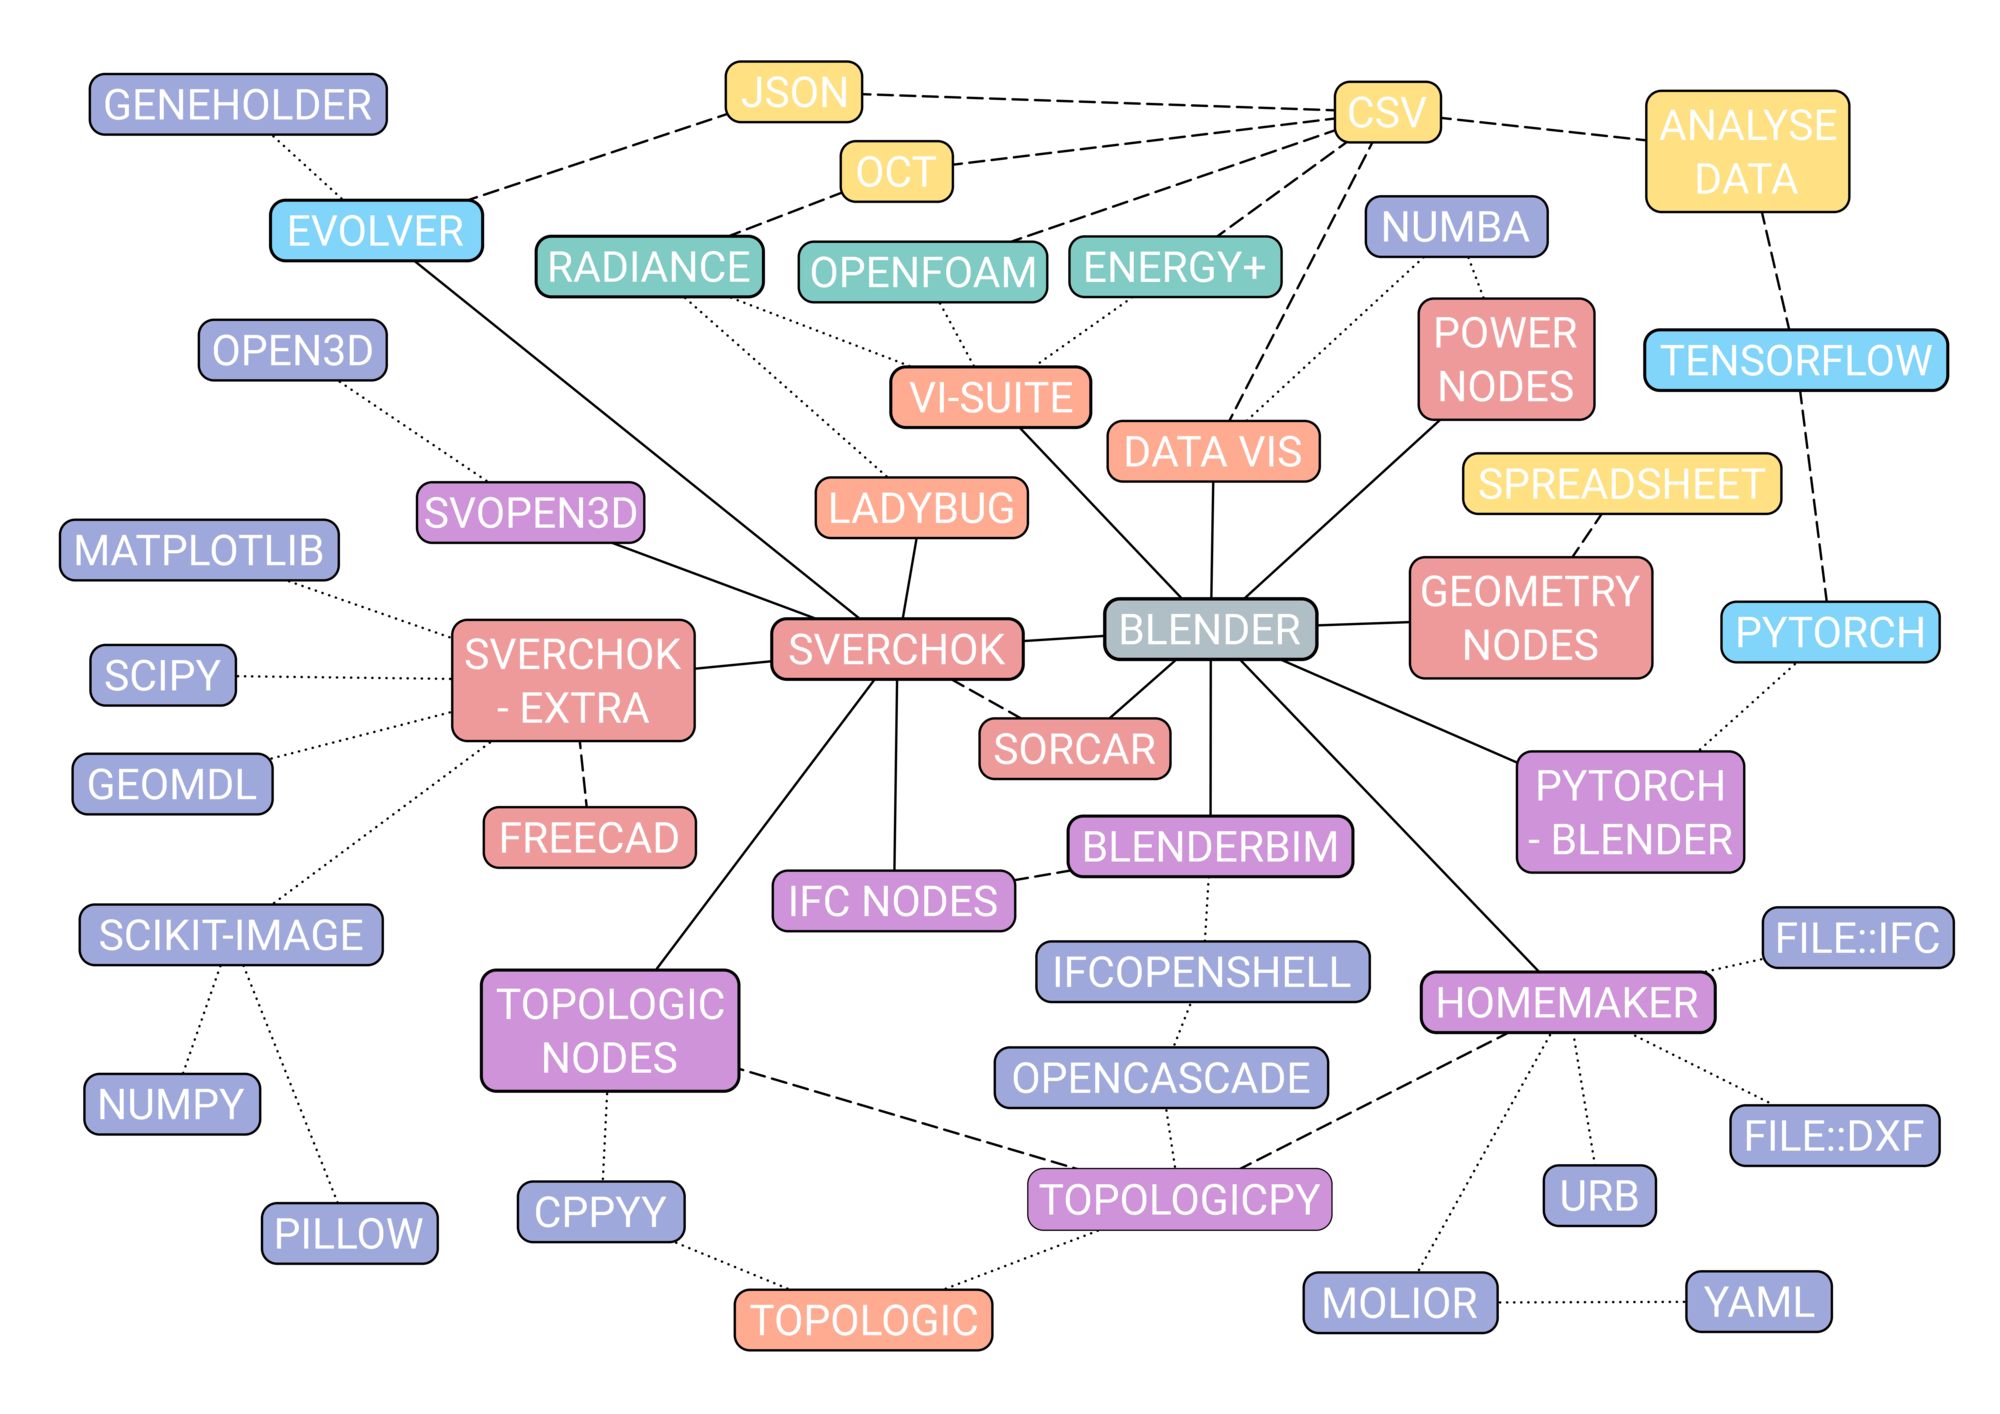 JSON
GENEHOLDER
CSV
ANALYSE
DATA
OCT
EVOLVER
NUMBA
RADIANCE
OPENFOAM
ENERGY+
OPEN3D
POWER
NODES
TENSORFLOW
VI-SUITE
DATA VIS
SPREADSHEET
SVOPEN3D
LADYBUG
MATPLOTLIB
GEOMETRY
NODES
BLENDER
PYTORCH
SVERCHOK
SVERCHOK
- EXTRA
SCIPY
SORCAR
GEOMDL
PYTORCH
- BLENDER
FREECAD
BLENDERBIM
IFC NODES
SCIKIT-IMAGE
FILE::IFC
IFCOPENSHELL
HOMEMAKER
TOPOLOGIC
NODES
OPENCASCADE
NUMPY
FILE::DXF
URB
TOPOLOGICPY
CPPYY
PILLOW
MOLIOR
YAML
TOPOLOGIC